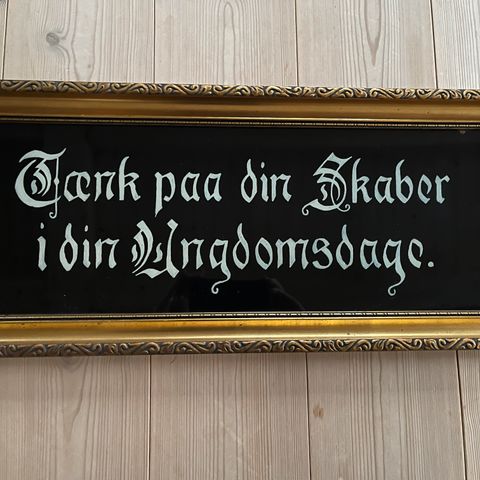 Tænk paa din Skaber
i din Ungdomsdage.